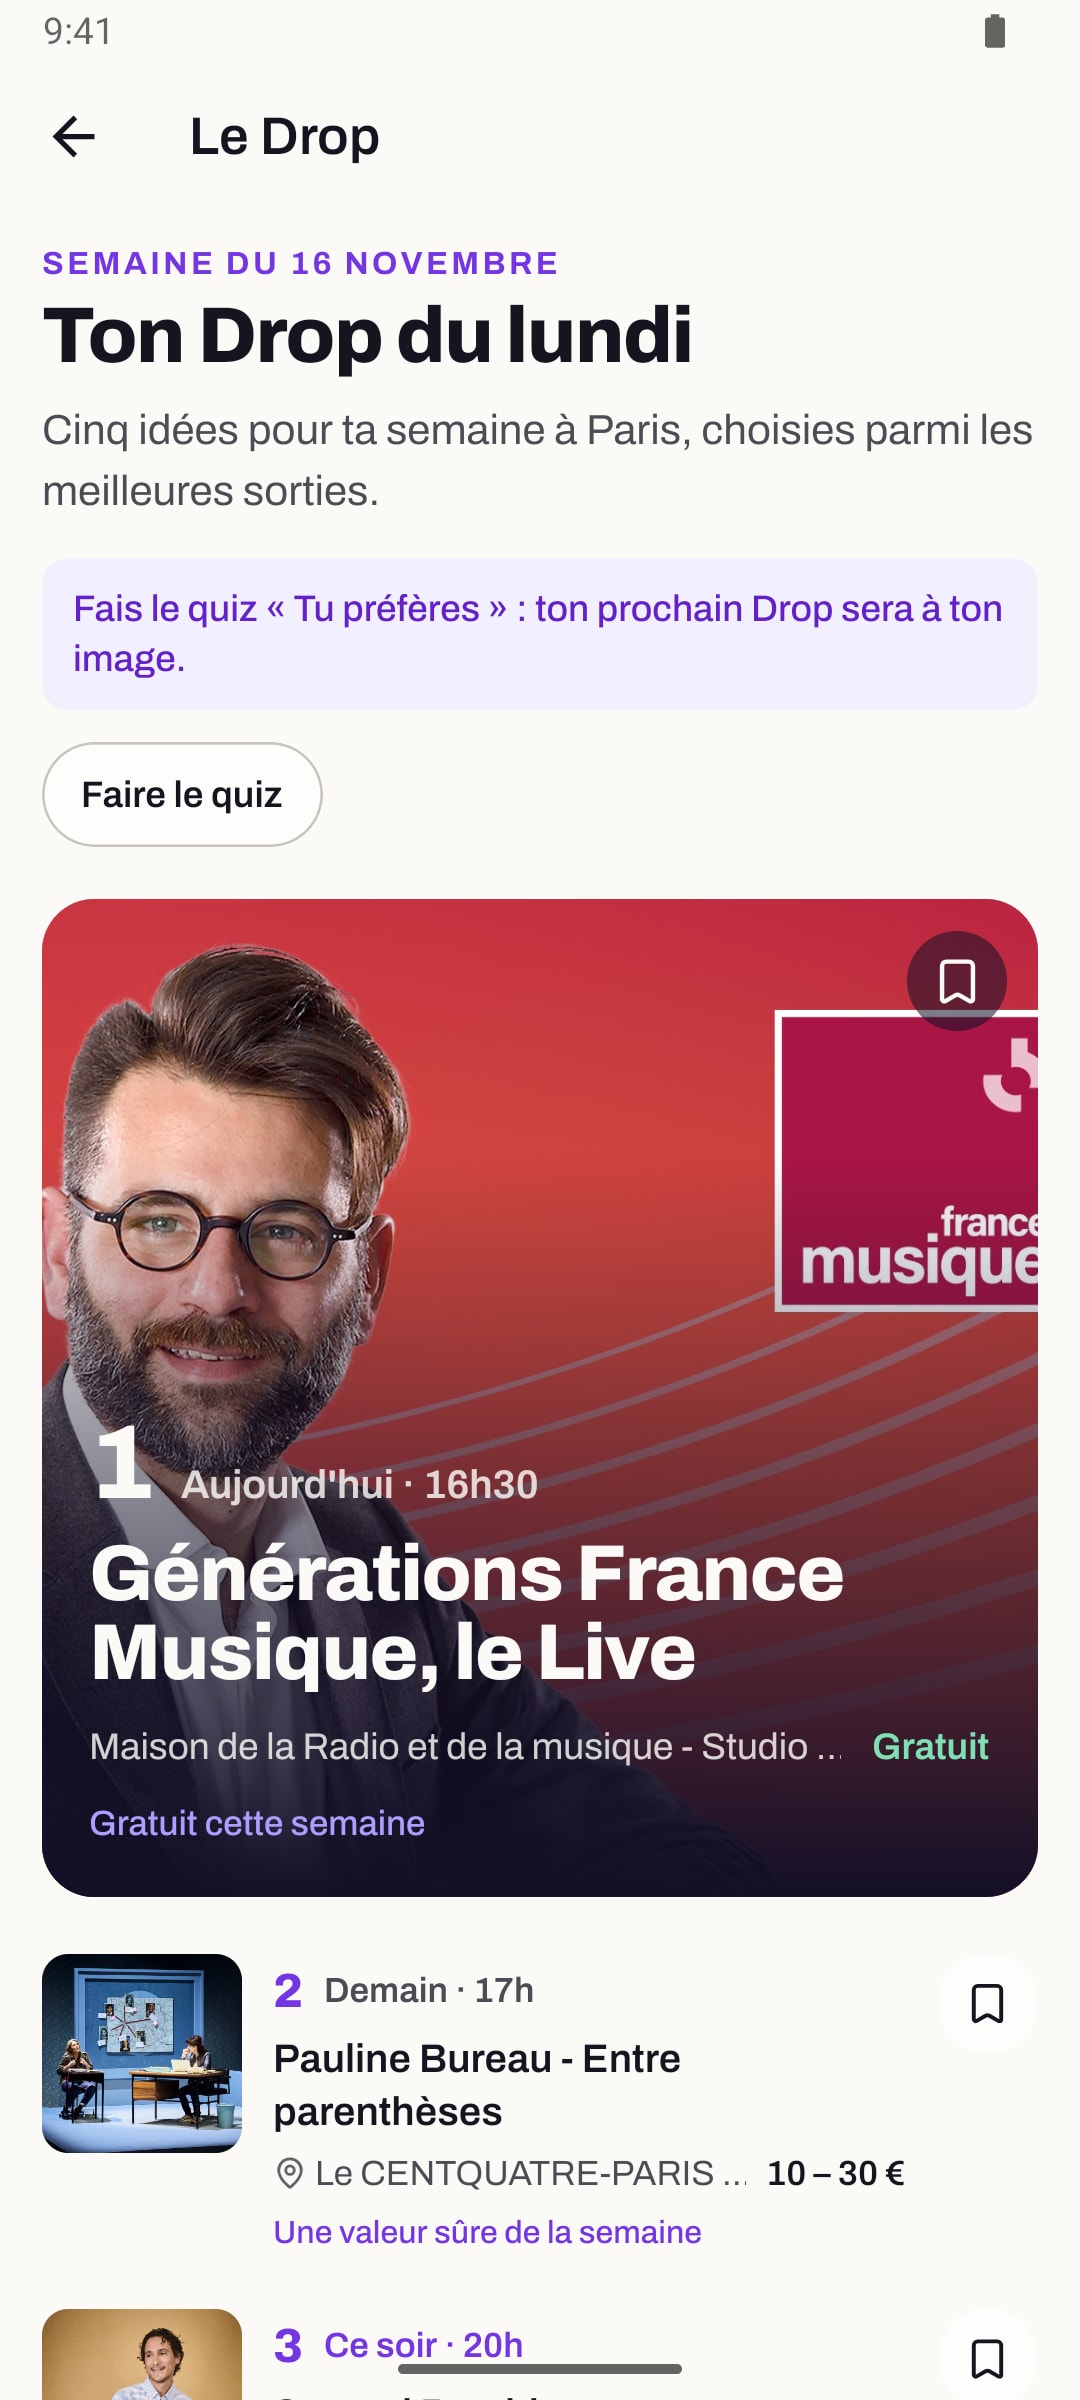 9:41
Le Drop
SEMAINE DU 16 NOVEMBRE
Ton Drop du lundi
Cinq idées pour ta semaine à Paris, choisies parmi les
meilleures sorties.
Fais le quiz « Tu préfères » : ton prochain Drop sera à ton
image.
Faire le quiz
france
musique
1 Aujourd'hui · 16h30
Générations France
Musique, le Live
Maison de la Radio et de la musique - Studio ... Gratuit
Gratuit cette semaine
2 Demain · 17h
Pauline Bureau - Entre
parenthèses
Le CENTQUATRE-PARIS ... 10 – 30 €
Une valeur sûre de la semaine
3 Ce soir · 20h